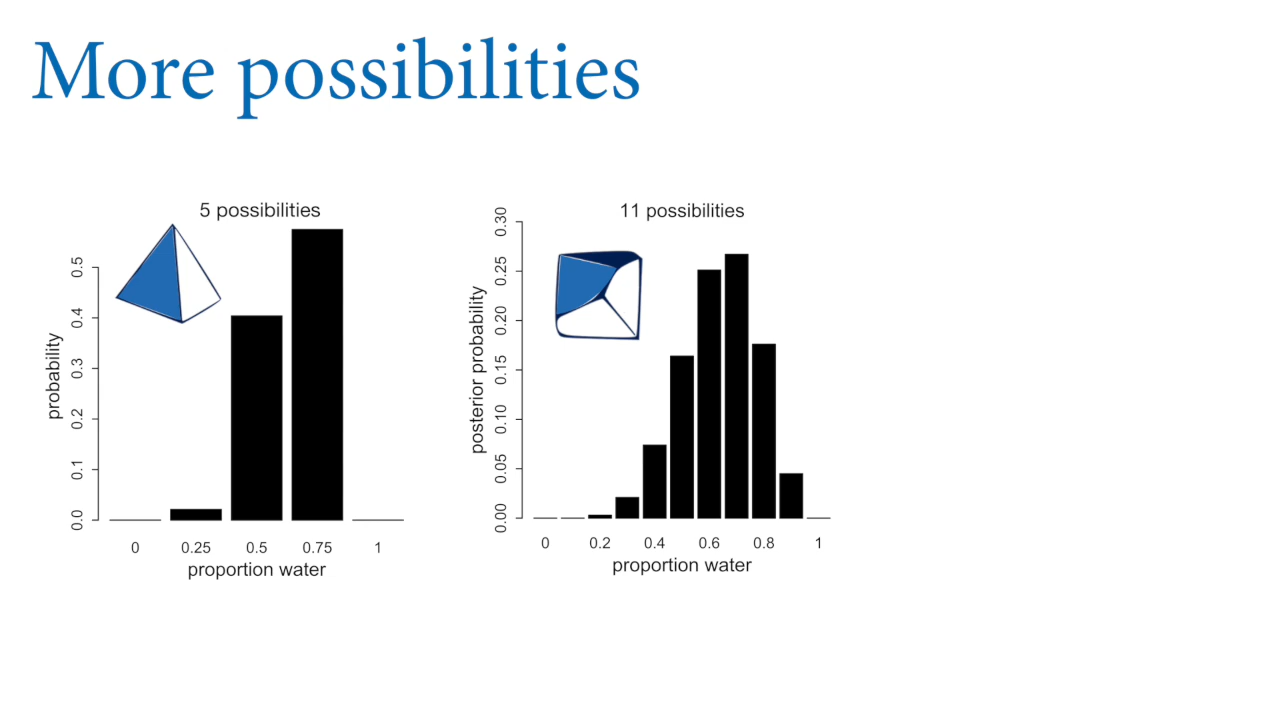 More possibilities
5 possibilities
probability
0.0
0.1
0.2
0.3
0.4
0.5
0 0.25 0.5 0.75 1
proportion water
11 possibilities
posterior probability
0.00
0.05
0.10
0.15
0.20
0.25
0.30
0 0.2 0.4 0.6 0.8 1
proportion water